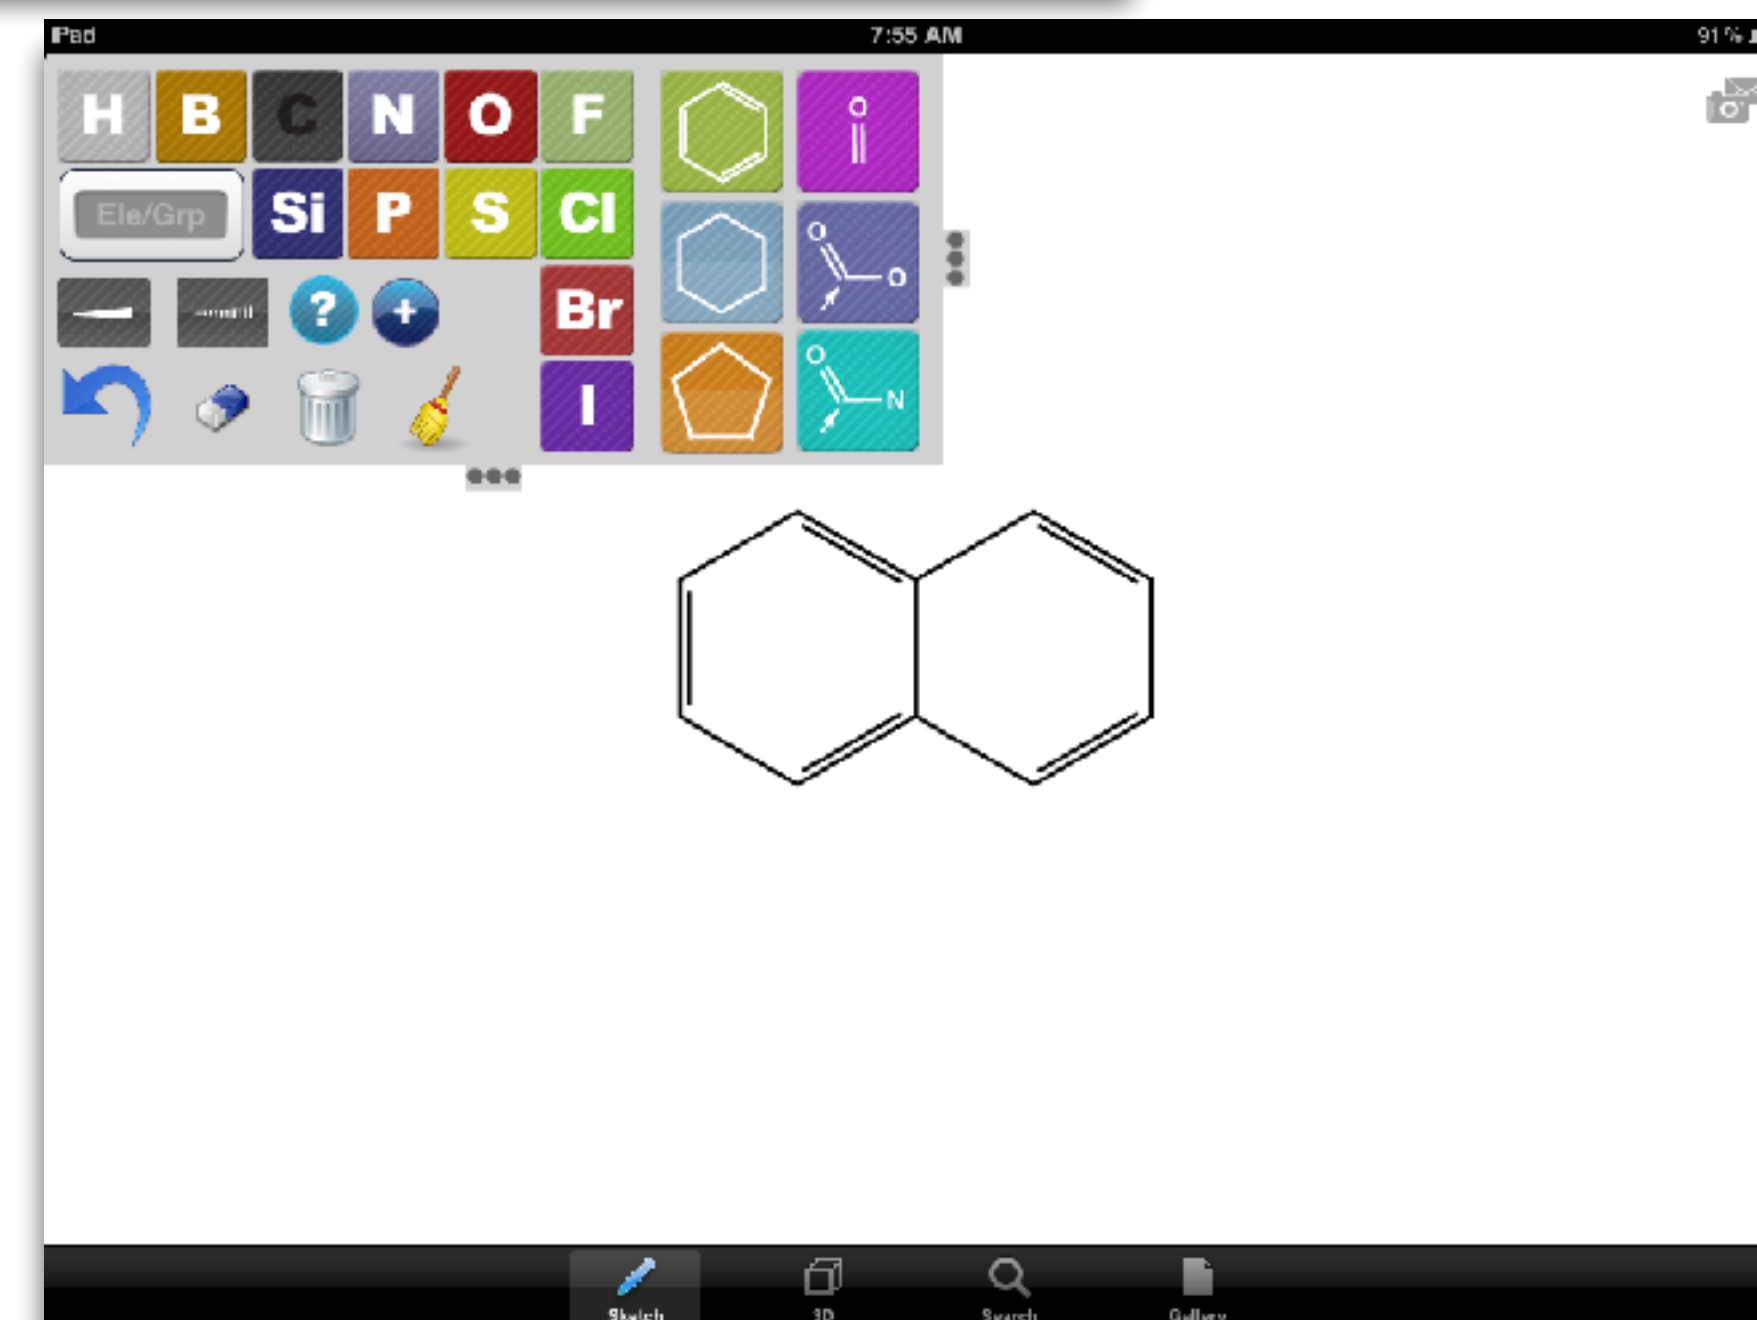 iPad 7:55 AM 91%
H B C N O F
O
Ele/Grp Si P S Cl
O O
? + Br
O N
I
Sketch 3D Search Gallery